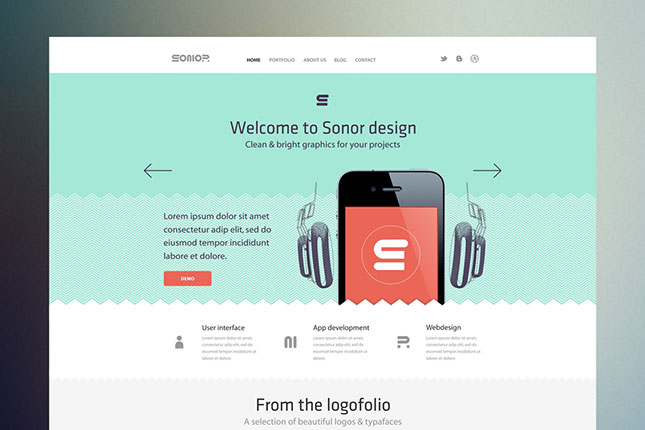 SONOR
HOME PORTFOLIO ABOUT US BLOG CONTACT
Welcome to Sonor design
Clean & bright graphics for your projects
Lorem ipsum dolor sit amet
consectetur adipiscing elit, sed do
eiusmod tempor incididunt
labore et dolore.
DEMO
User interface
Lorem ipsum dolor sit amet,
consectetur adip elit, sed do
eiusmod tempor incididunt ut
labore et dolore.
App development
Lorem ipsum dolor sit amet,
consectetur adip elit, sed do
eiusmod tempor incididunt ut
labore et dolore.
Webdesign
Lorem ipsum dolor sit amet,
consectetur adip elit, sed do
eiusmod tempor incididunt ut
labore et dolore.
From the logofolio
A selection of beautiful logos & typefaces